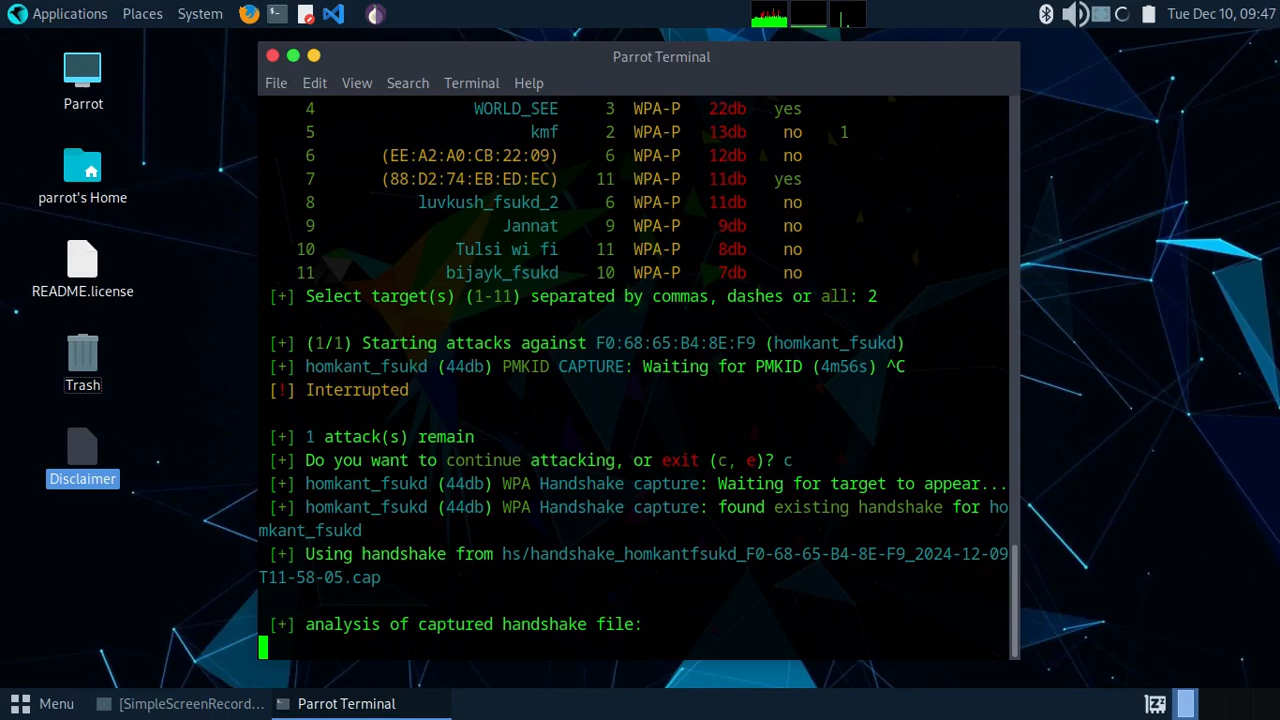 Applications Places System Tue Dec 10, 09:47
Parrot
parrot's Home
README.license
Trash
Disclaimer
Parrot Terminal
File Edit View Search Terminal Help
4 WORLD_SEE 3 WPA-P 22db yes
5 kmf 2 WPA-P 13db no 1
6 (EE:A2:A0:CB:22:09) 6 WPA-P 12db no
7 (88:D2:74:EB:ED:EC) 11 WPA-P 11db yes
8 luvkush_fsukd_2 6 WPA-P 11db no
9 Jannat 9 WPA-P 9db no
10 Tulsi wi fi 11 WPA-P 8db no
11 bijayk_fsukd 10 WPA-P 7db no
[+] Select target(s) (1-11) separated by commas, dashes or all: 2
[+] (1/1) Starting attacks against F0:68:65:B4:8E:F9 (homkant_fsukd)
[+] homkant_fsukd (44db) PMKID CAPTURE: Waiting for PMKID (4m56s) ^C
[!] Interrupted
[+] 1 attack(s) remain
[+] Do you want to continue attacking, or exit (c, e)? c
[+] homkant_fsukd (44db) WPA Handshake capture: Waiting for target to appear...
[+] homkant_fsukd (44db) WPA Handshake capture: found existing handshake for ho
mkant_fsukd
[+] Using handshake from hs/handshake_homkantfsukd_F0-68-65-B4-8E-F9_2024-12-09
T11-58-05.cap
[+] analysis of captured handshake file:
Menu [SimpleScreenRecord... Parrot Terminal